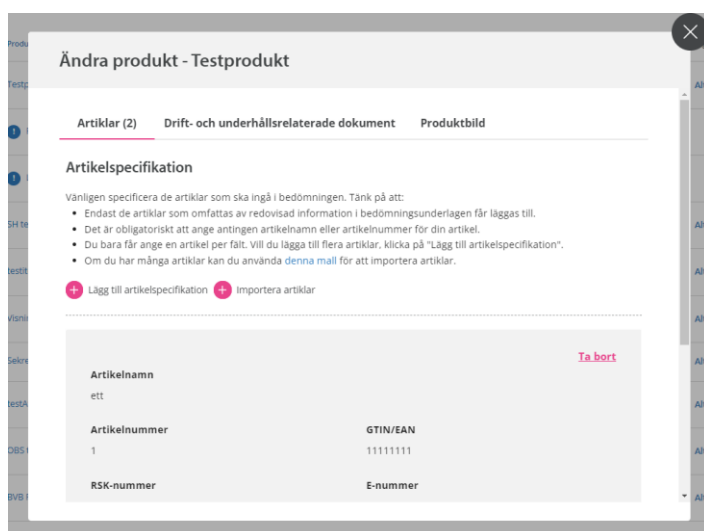 Ändra produkt - Testprodukt
Artiklar (2) Drift- och underhållsrelaterade dokument Produktbild
Artikelspecifikation
Vänligen specificera de artiklar som ska ingå i bedömningen. Tänk på att:
• Endast de artiklar som omfattas av redovisad information i bedömningsunderlagen får läggas till.
• Det är obligatoriskt att ange antingen artikelnamn eller artikelnummer för din artikel.
• Du bara får ange en artikel per fält. Vill du lägga till flera artiklar, klicka på "Lägg till artikelspecifikation".
• Om du har många artiklar kan du använda denna mall för att importera artiklar.
Lägg till artikelspecifikation Importera artiklar
Ta bort
Artikelnamn
ett
Artikelnummer GTIN/EAN
1 11111111
RSK-nummer E-nummer